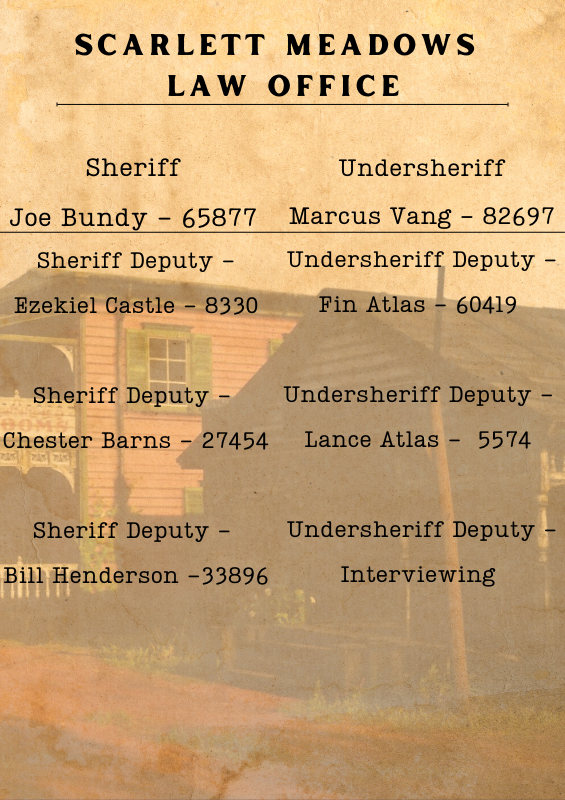 SCARLETT MEADOWS
LAW OFFICE
Sheriff
Joe Bundy - 65877
Undersheriff
Marcus Vang - 82697
Sheriff Deputy -
Ezekiel Castle - 8330
Undersheriff Deputy -
Fin Atlas - 60419
Sheriff Deputy -
Chester Barns - 27454
Undersheriff Deputy -
Lance Atlas - 5574
Sheriff Deputy -
Bill Henderson -33896
Undersheriff Deputy -
Interviewing